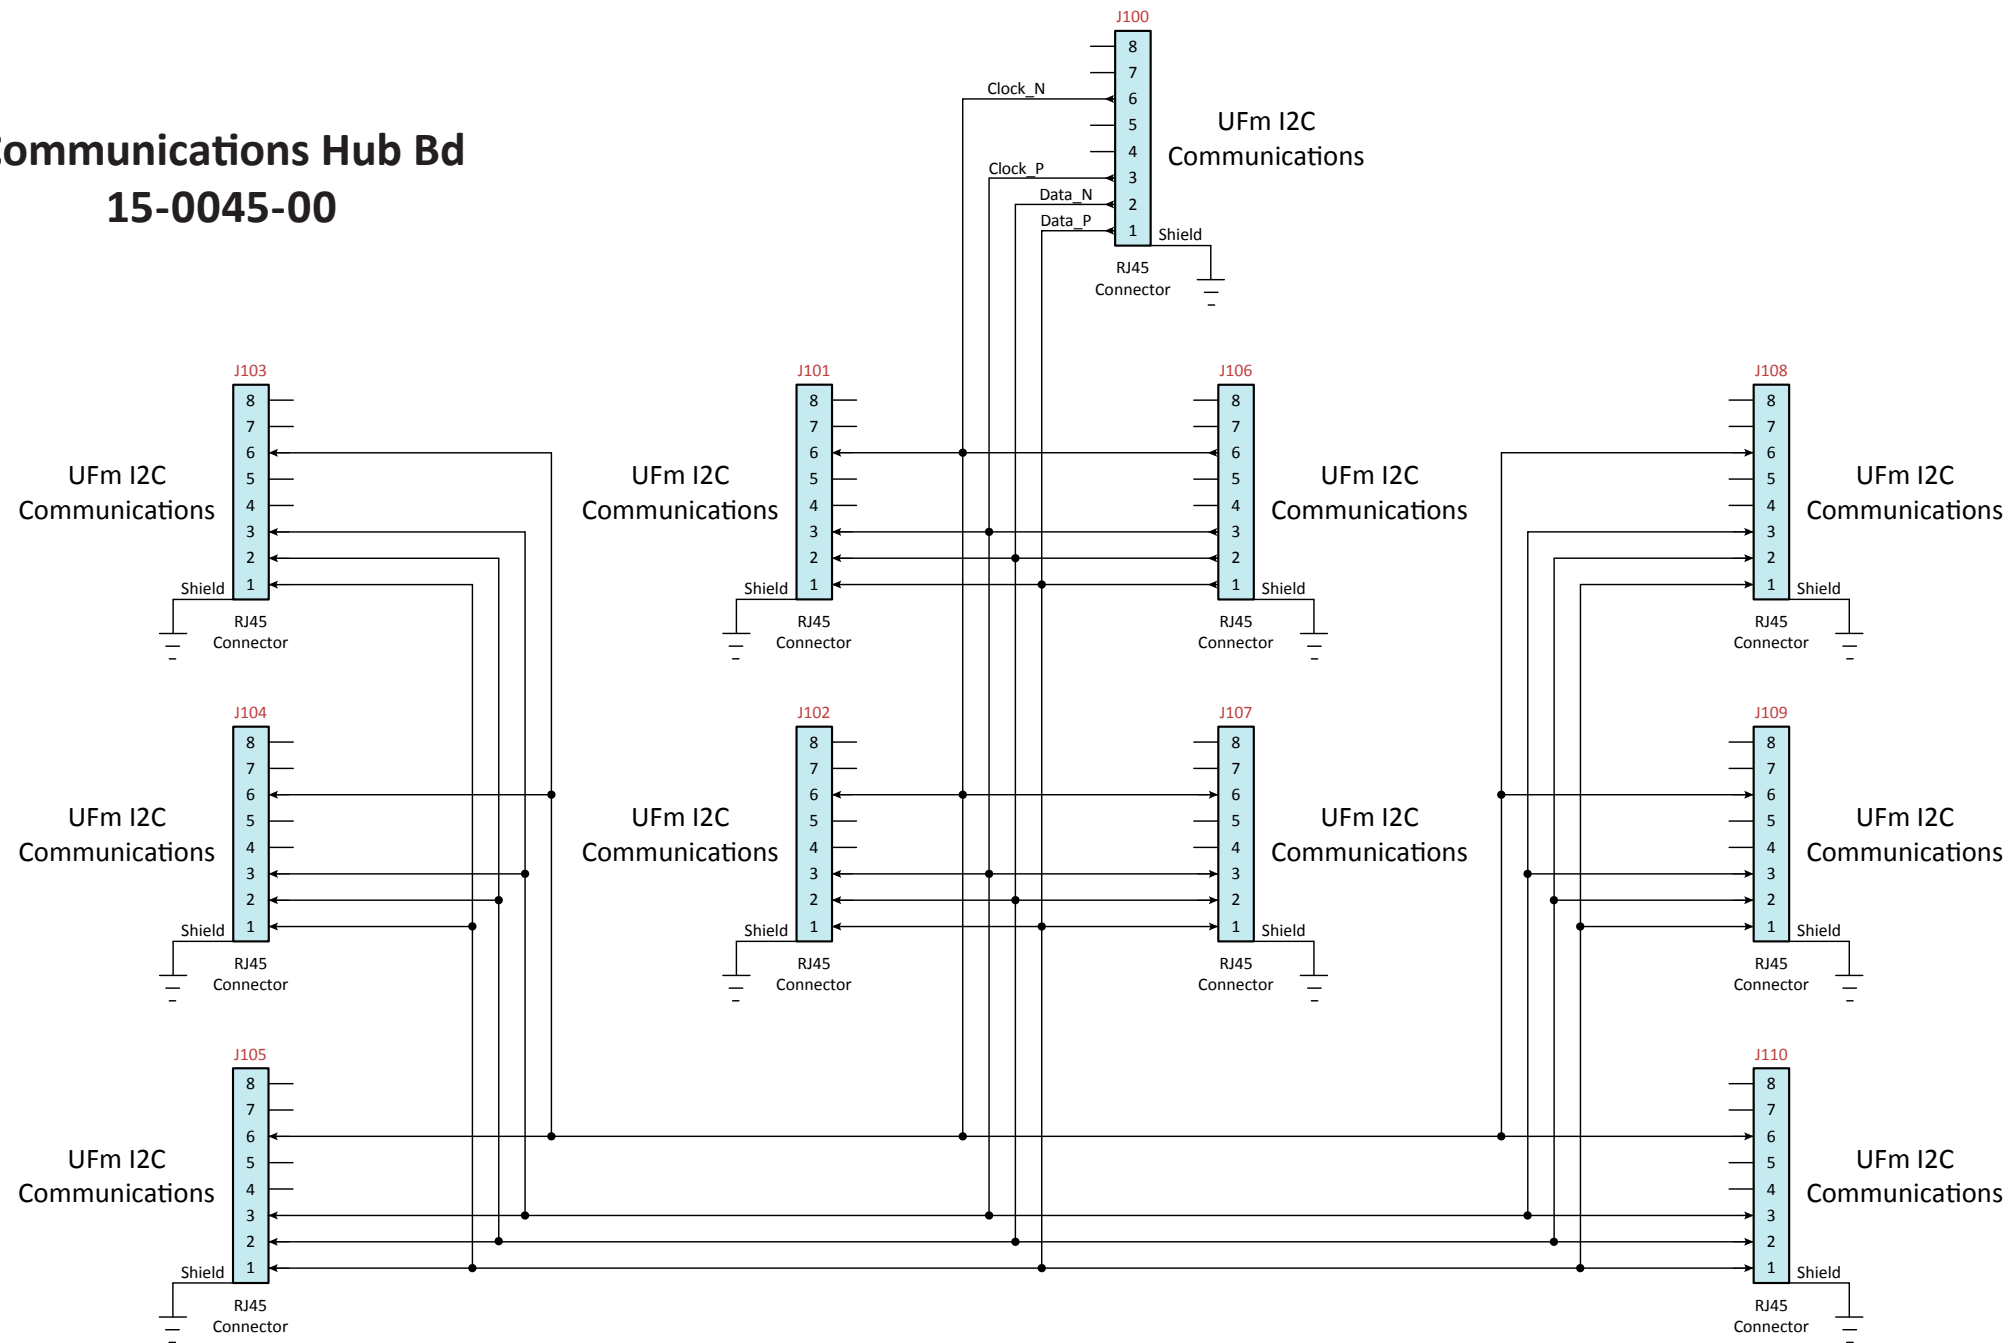 J100
8
7
Clock_N
6
5
4
Clock_P
3
Data_N
2
Data_P
1
Shield
RJ45
Connector
UFm I2C
Communications
Communications Hub Bd
15-0045-00
J103
8
7
6
5
4
3
2
1
Shield
RJ45
Connector
UFm I2C
Communications
J101
8
7
6
5
4
3
2
1
Shield
RJ45
Connector
UFm I2C
Communications
J106
8
7
6
5
4
3
2
1
Shield
RJ45
Connector
UFm I2C
Communications
J108
8
7
6
5
4
3
2
1
Shield
RJ45
Connector
UFm I2C
Communications
J104
8
7
6
5
4
3
2
1
Shield
RJ45
Connector
UFm I2C
Communications
J102
8
7
6
5
4
3
2
1
Shield
RJ45
Connector
UFm I2C
Communications
J107
8
7
6
5
4
3
2
1
Shield
RJ45
Connector
UFm I2C
Communications
J109
8
7
6
5
4
3
2
1
Shield
RJ45
Connector
UFm I2C
Communications
J105
8
7
6
5
4
3
2
1
Shield
RJ45
Connector
UFm I2C
Communications
J110
8
7
6
5
4
3
2
1
Shield
RJ45
Connector
UFm I2C
Communications